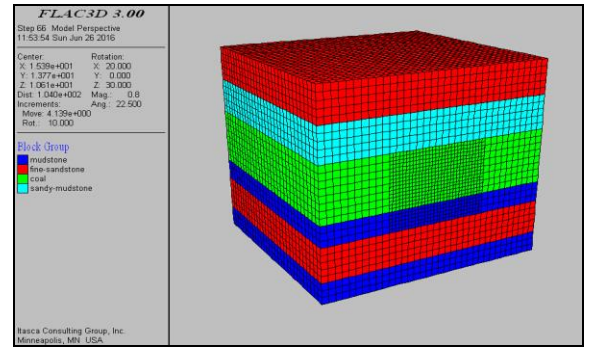 FLAC3D 3.00
Step 66 Model Perspective
11:53:54 Sun Jun 26 2016
Center: Rotation:
X: 1.539e+001 X: 20.000
Y: 1.377e+001 Y: 0.000
Z: 1.061e+001 Z: 30.000
Dist: 1.040e+002 Mag.: 0.8
Increments: Ang.: 22.500
Move: 4.139e+000
Rot.: 10.000
Block Group
mudstone
fine-sandstone
coal
sandy-mudstone
Itasca Consulting Group, Inc.
Minneapolis, MN USA